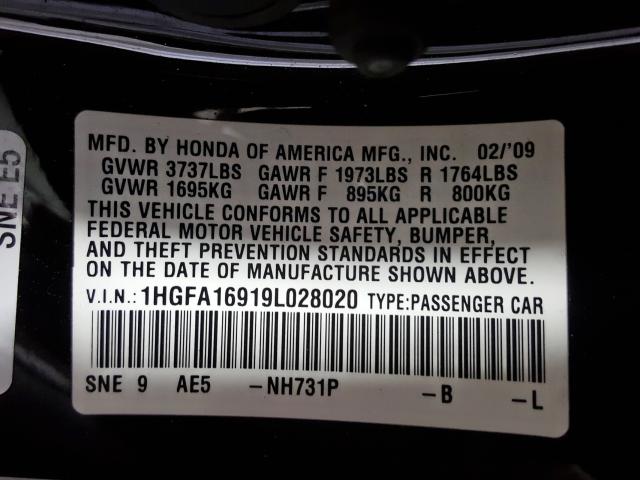 MFD. BY HONDA OF AMERICA MFG., INC. 02/'09
GVWR 3737LBS GAWR F 1973LBS R 1764LBS
GVWR 1695KG GAWR F 895KG R 800KG
THIS VEHICLE CONFORMS TO ALL APPLICABLE
FEDERAL MOTOR VEHICLE SAFETY, BUMPER,
AND THEFT PREVENTION STANDARDS IN EFFECT
ON THE DATE OF MANUFACTURE SHOWN ABOVE.
V.I.N.: 1HGFA16919L028020 TYPE:PASSENGER CAR
SNE 9 AE5 -NH731P -B -L
SNE E5